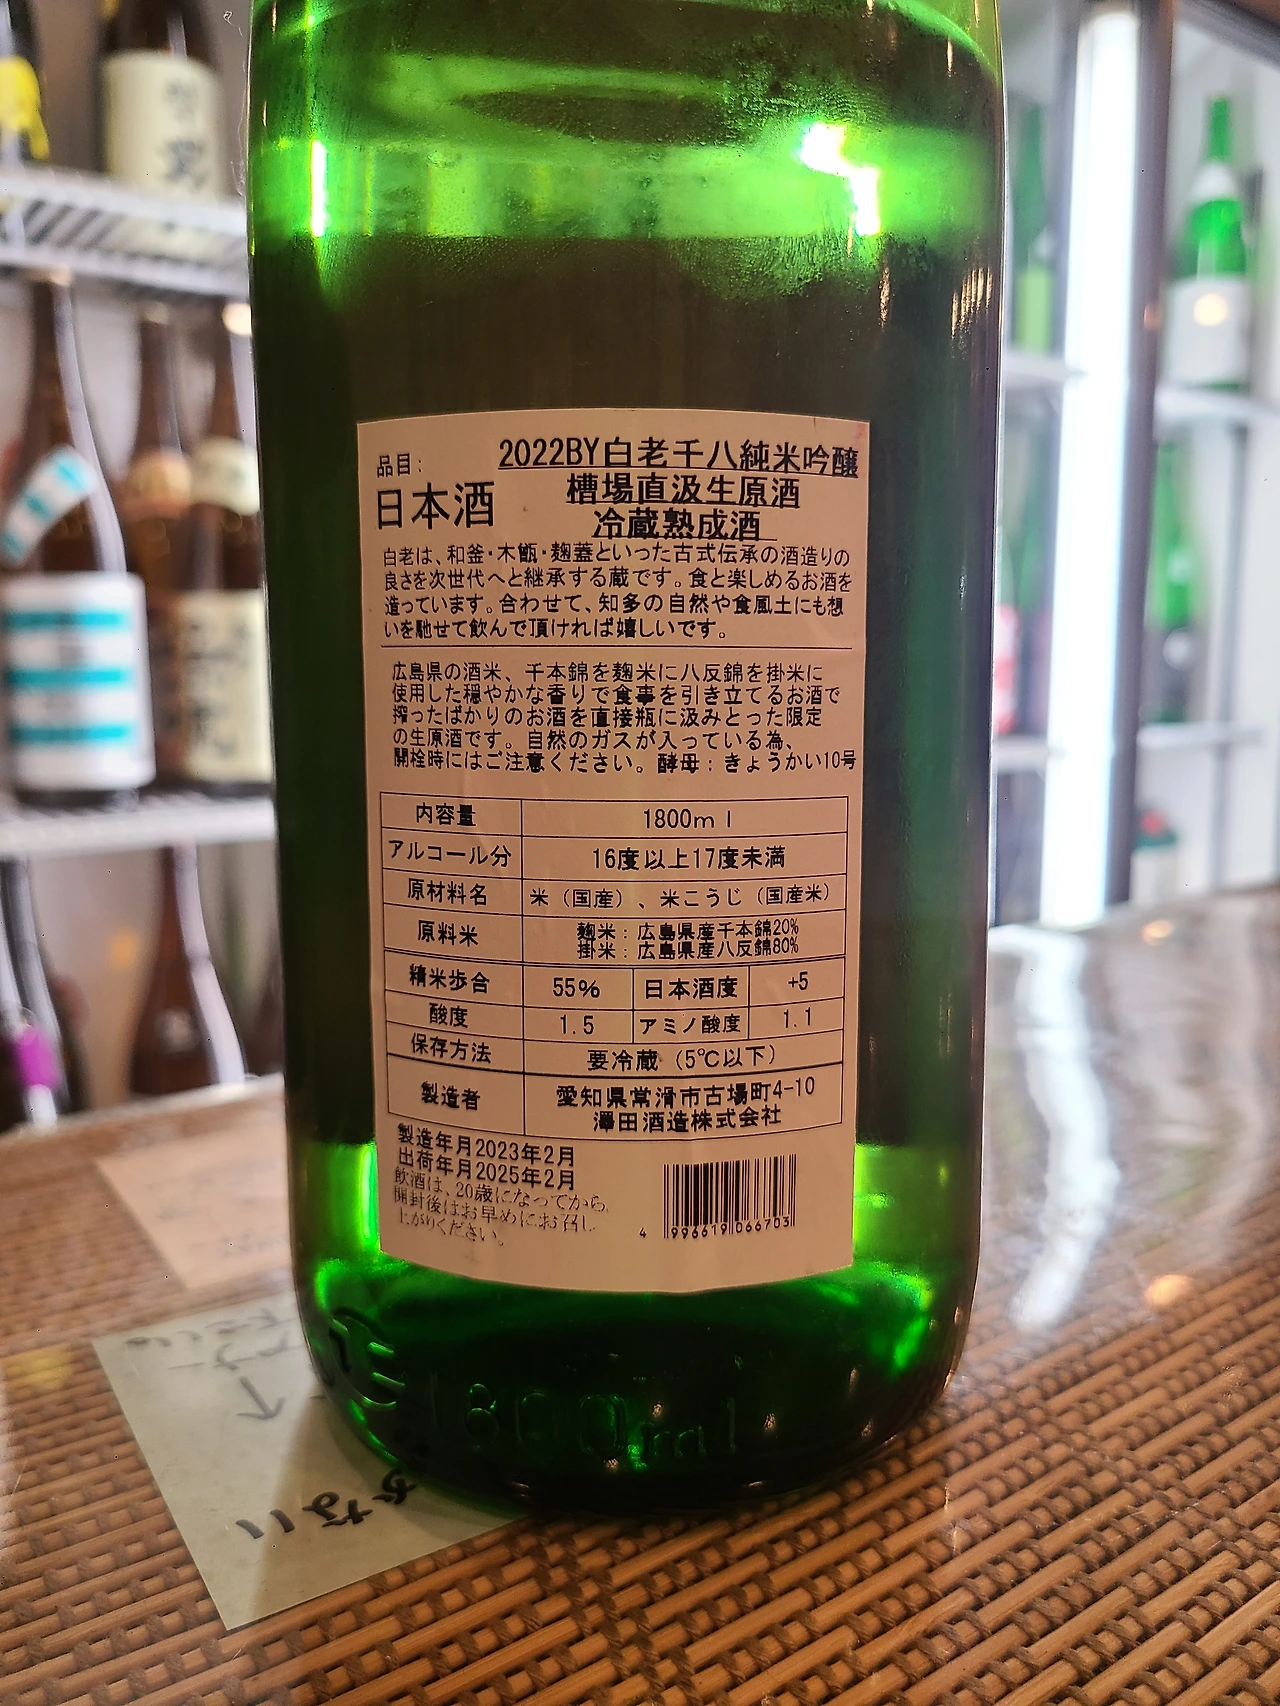 品目:
日本酒
2022BY白老千八純米吟醸
槽場直汲生原酒
冷蔵熟成酒
白老は、和釜・木甑・麹蓋といった古式伝承の酒造りの
良さを次世代へと継承する蔵です。食と楽しめるお酒を
造っています。合わせて、知多の自然や食風土にも想
いを馳せて飲んで頂ければ嬉しいです。
広島県の酒米、千本錦を麹米に八反錦を掛米に
使用した穏やかな香りで食事を引き立てるお酒で
搾ったばかりのお酒を直接瓶に汲みとった限定
の生原酒です。自然のガスが入っている為、
開栓時にはご注意ください。酵母:きょうかい10号
内容量 1800ml
アルコール分 16度以上17度未満
原材料名 米(国産)、米こうじ(国産米)
原料米 麹米:広島県産千本錦20%
掛米:広島県産八反錦80%
精米歩合 55% 日本酒度 +5
酸度 1.5 アミノ酸度 1.1
保存方法 要冷蔵(5℃以下)
製造者 愛知県常滑市古場町4-10
澤田酒造株式会社
製造年月2023年2月
出荷年月2025年2月
飲酒は、20歳になってから。
開封後はお早めにお召し
上がりください。
4 996619 066703
1800ml